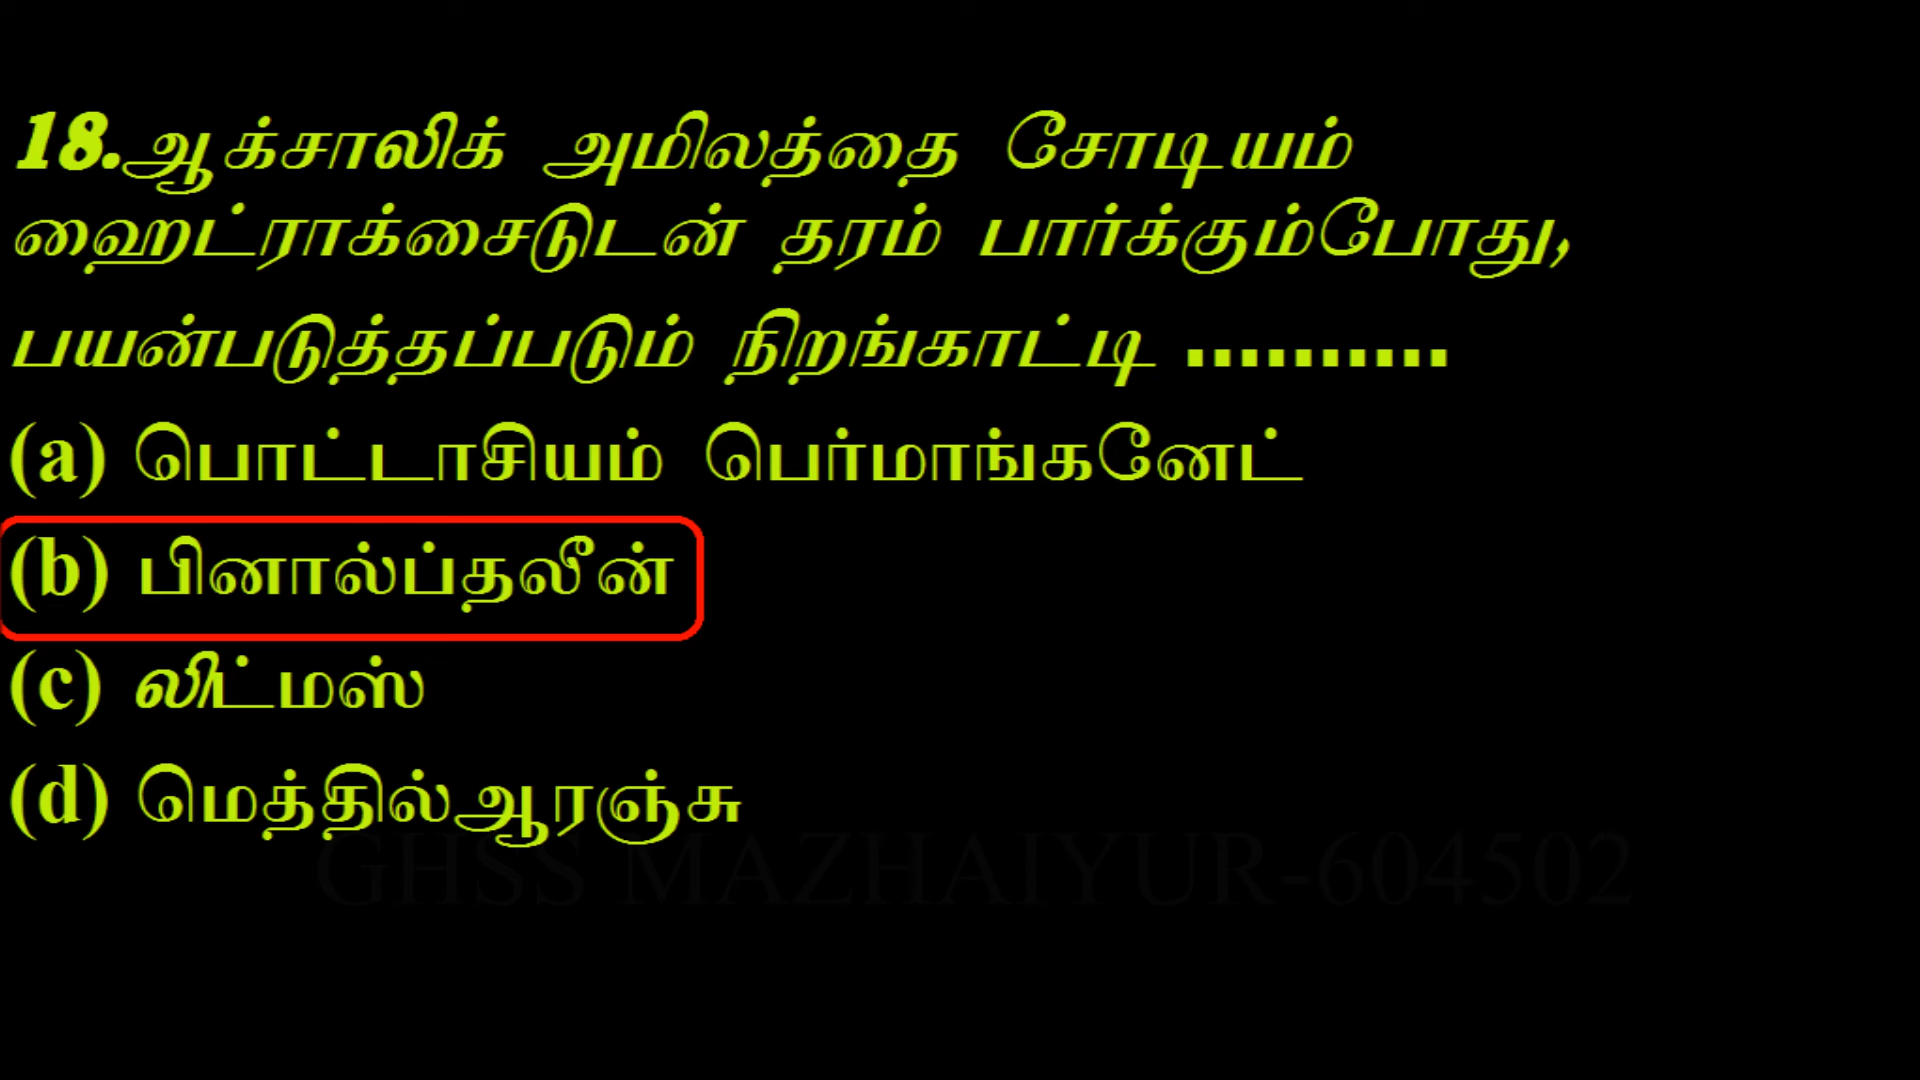 18.ஆக்சாலிக் அமிலத்தை சோடியம்
ஹைட்ராக்சைடுடன் தரம் பார்க்கும்போது,
பயன்படுத்தப்படும் நிறங்காட்டி ..........
(a) பொட்டாசியம் பெர்மாங்கனேட்
(b) பினால்ப்தலீன்
(c) லிட்மஸ்
(d) மெத்தில்ஆரஞ்சு
GHSS MAZHAIYUR-604502